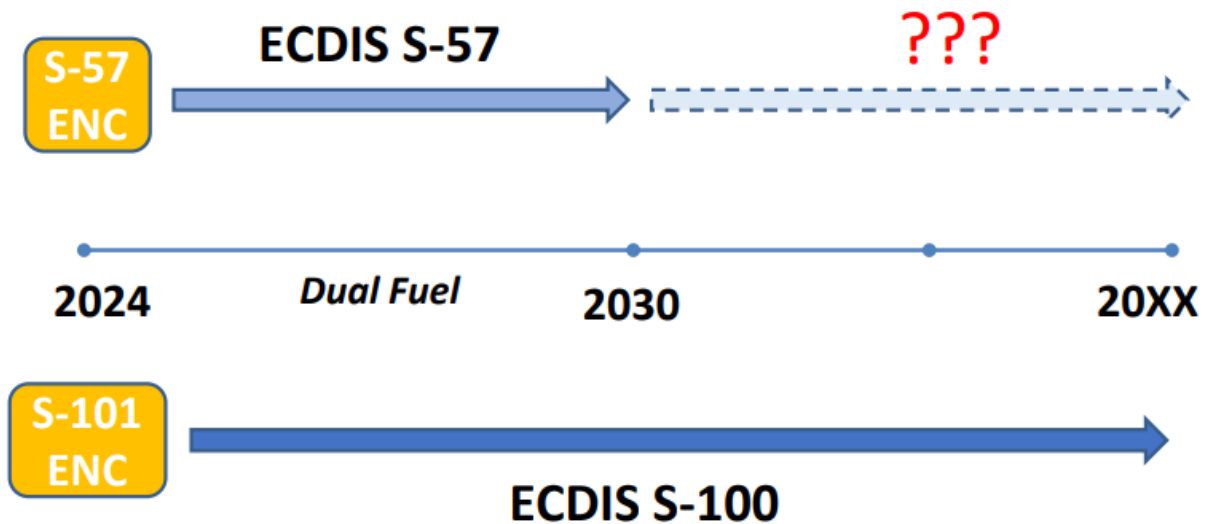 ECDIS S-57
???
S-57
ENC
2024
Dual Fuel
2030
20XX
S-101
ENC
ECDIS S-100